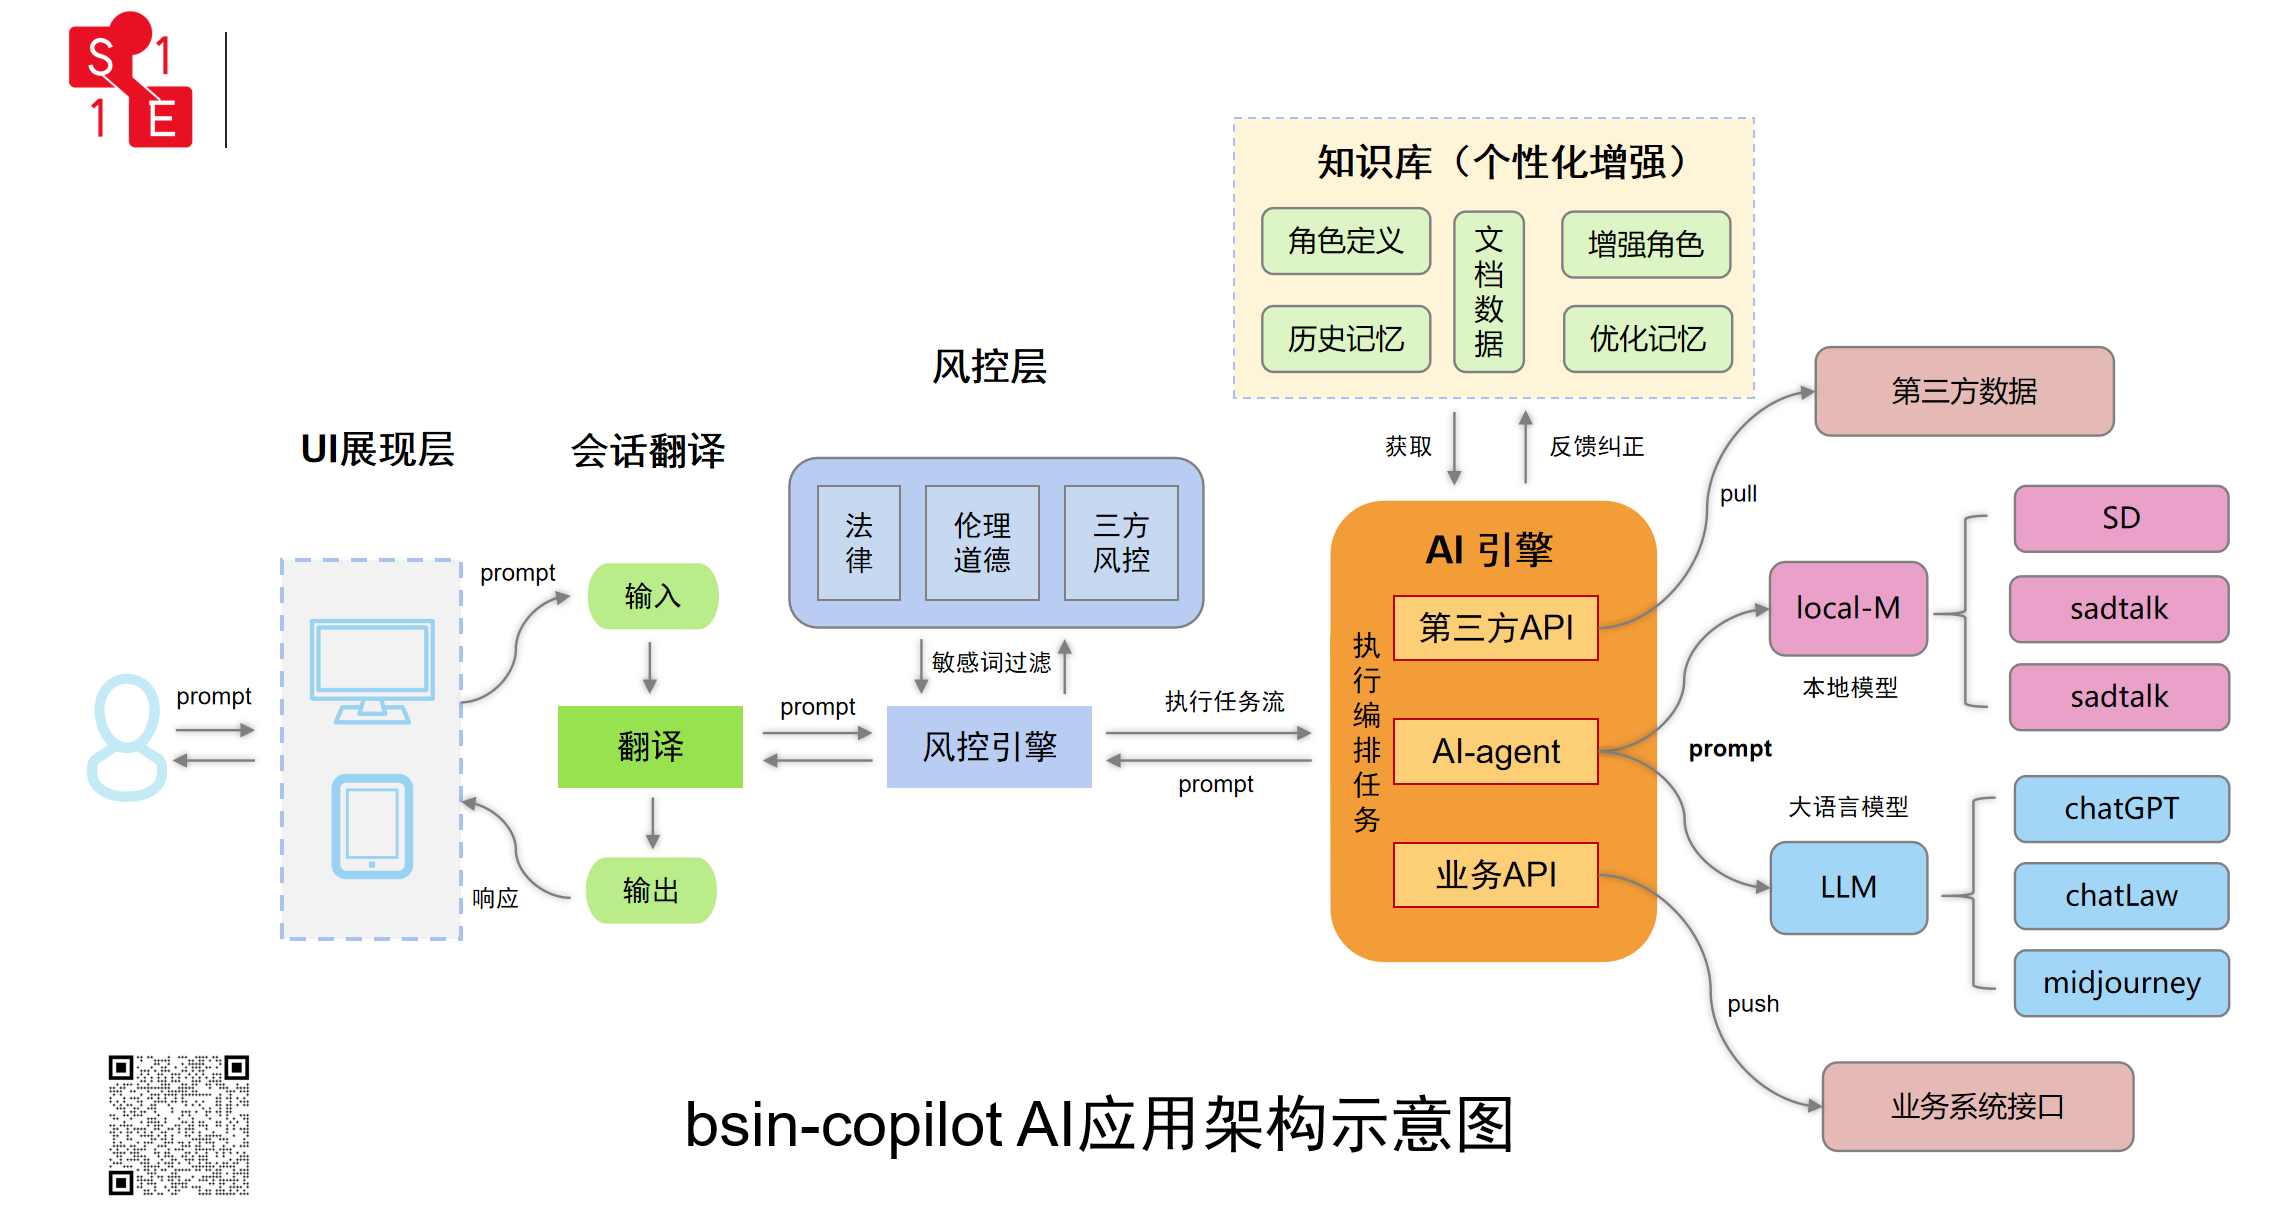 S 1
1 E
知识库（个性化增强）
角色定义
文档数据
增强角色
历史记忆
优化记忆
风控层
第三方数据
UI展现层
会话翻译
获取
反馈纠正
法律
伦理道德
三方风控
pull
SD
AI 引擎
prompt
输入
local-M
sadtalk
第三方API
执行编排任务
敏感词过滤
本地模型
sadtalk
prompt
prompt
执行任务流
翻译
风控引擎
AI-agent
prompt
prompt
大语言模型
chatGPT
响应
输出
业务API
LLM
chatLaw
midjourney
push
业务系统接口
bsin-copilot AI应用架构示意图